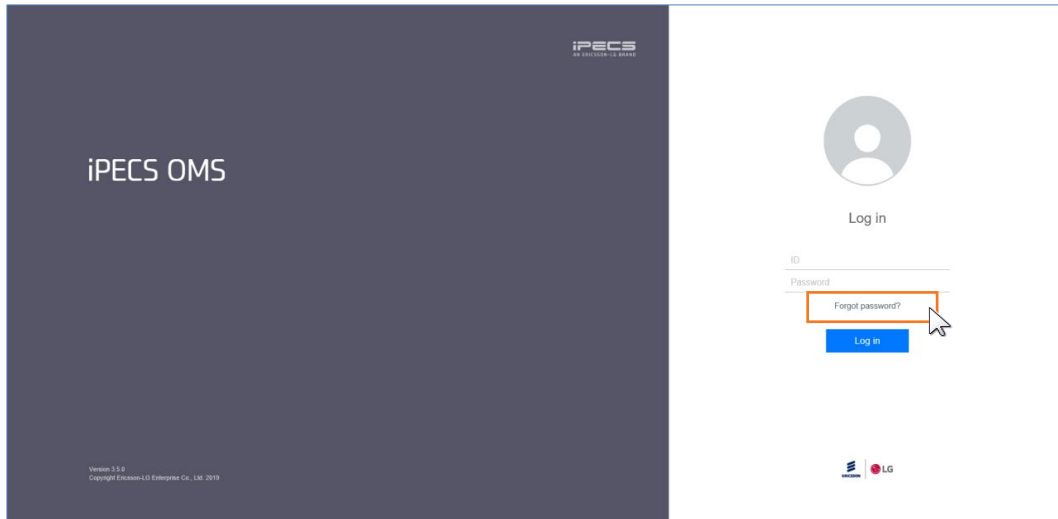 iPECS
AN ERICSSON-LG BRAND
iPECS OMS
Version 3.5.0
Copyright Ericsson-LG Enterprise Co., Ltd. 2019
Log in
ID
Password
Forgot password?
Log in
ERICSSON
LG